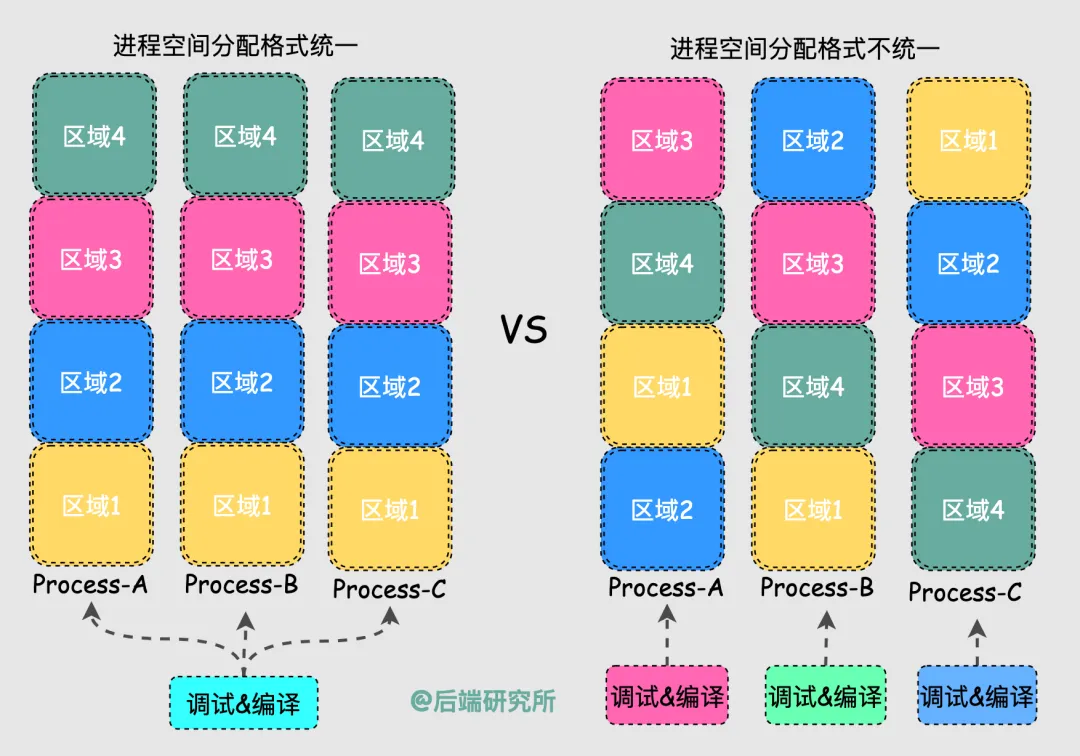 进程空间分配格式统一
区域4
区域4
区域4
区域3
区域3
区域3
区域2
区域2
区域2
区域1
区域1
区域1
Process-A
Process-B
Process-C
调试&编译
VS
@后端研究所
进程空间分配格式不统一
区域3
区域2
区域1
区域4
区域3
区域2
区域1
区域4
区域3
区域2
区域1
区域4
Process-A
Process-B
Process-C
调试&编译
调试&编译
调试&编译